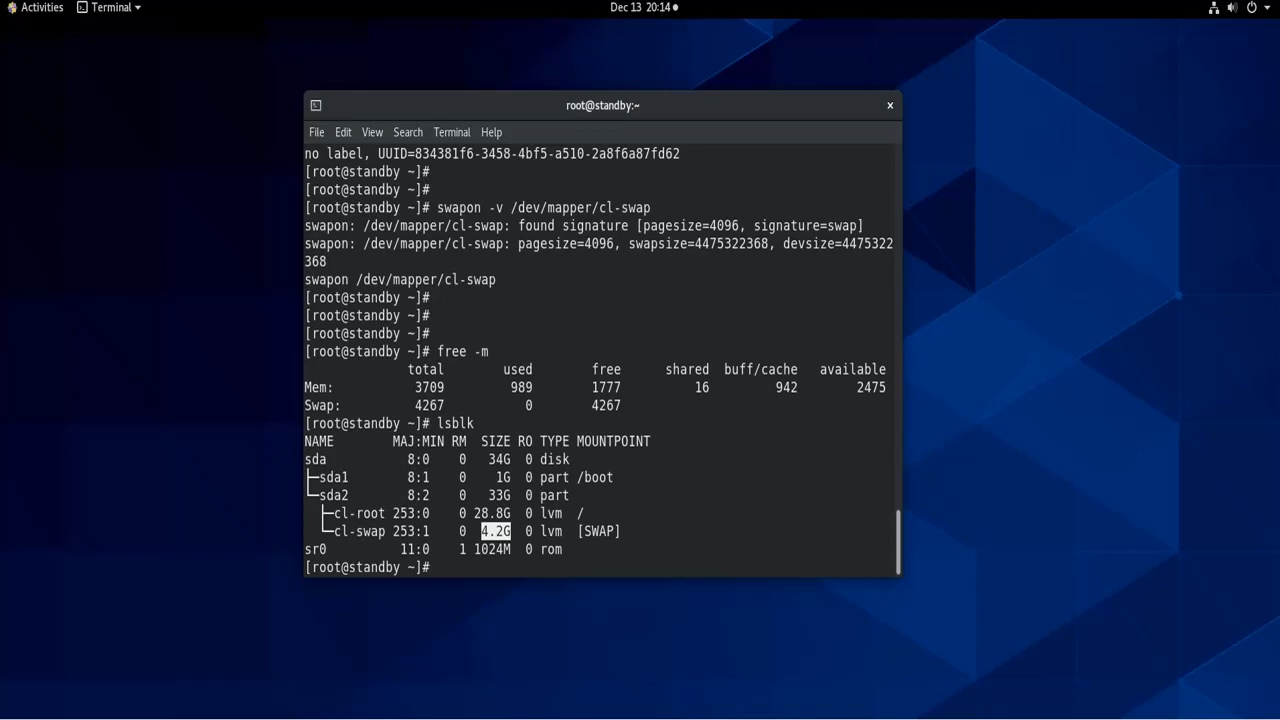 Activities Terminal Dec 13 20:14
root@standby:~
File Edit View Search Terminal Help
no label, UUID=834381f6-3458-4bf5-a510-2a8f6a87fd62
[root@standby ~]#
[root@standby ~]#
[root@standby ~]# swapon -v /dev/mapper/cl-swap
swapon: /dev/mapper/cl-swap: found signature [pagesize=4096, signature=swap]
swapon: /dev/mapper/cl-swap: pagesize=4096, swapsize=4475322368, devsize=4475322
368
swapon /dev/mapper/cl-swap
[root@standby ~]#
[root@standby ~]#
[root@standby ~]#
[root@standby ~]# free -m
total used free shared buff/cache available
Mem: 3709 989 1777 16 942 2475
Swap: 4267 0 4267
[root@standby ~]# lsblk
NAME MAJ:MIN RM SIZE RO TYPE MOUNTPOINT
sda 8:0 0 34G 0 disk
├─sda1 8:1 0 1G 0 part /boot
└─sda2 8:2 0 33G 0 part
├─cl-root 253:0 0 28.8G 0 lvm /
└─cl-swap 253:1 0 4.2G 0 lvm [SWAP]
sr0 11:0 1 1024M 0 rom
[root@standby ~]#